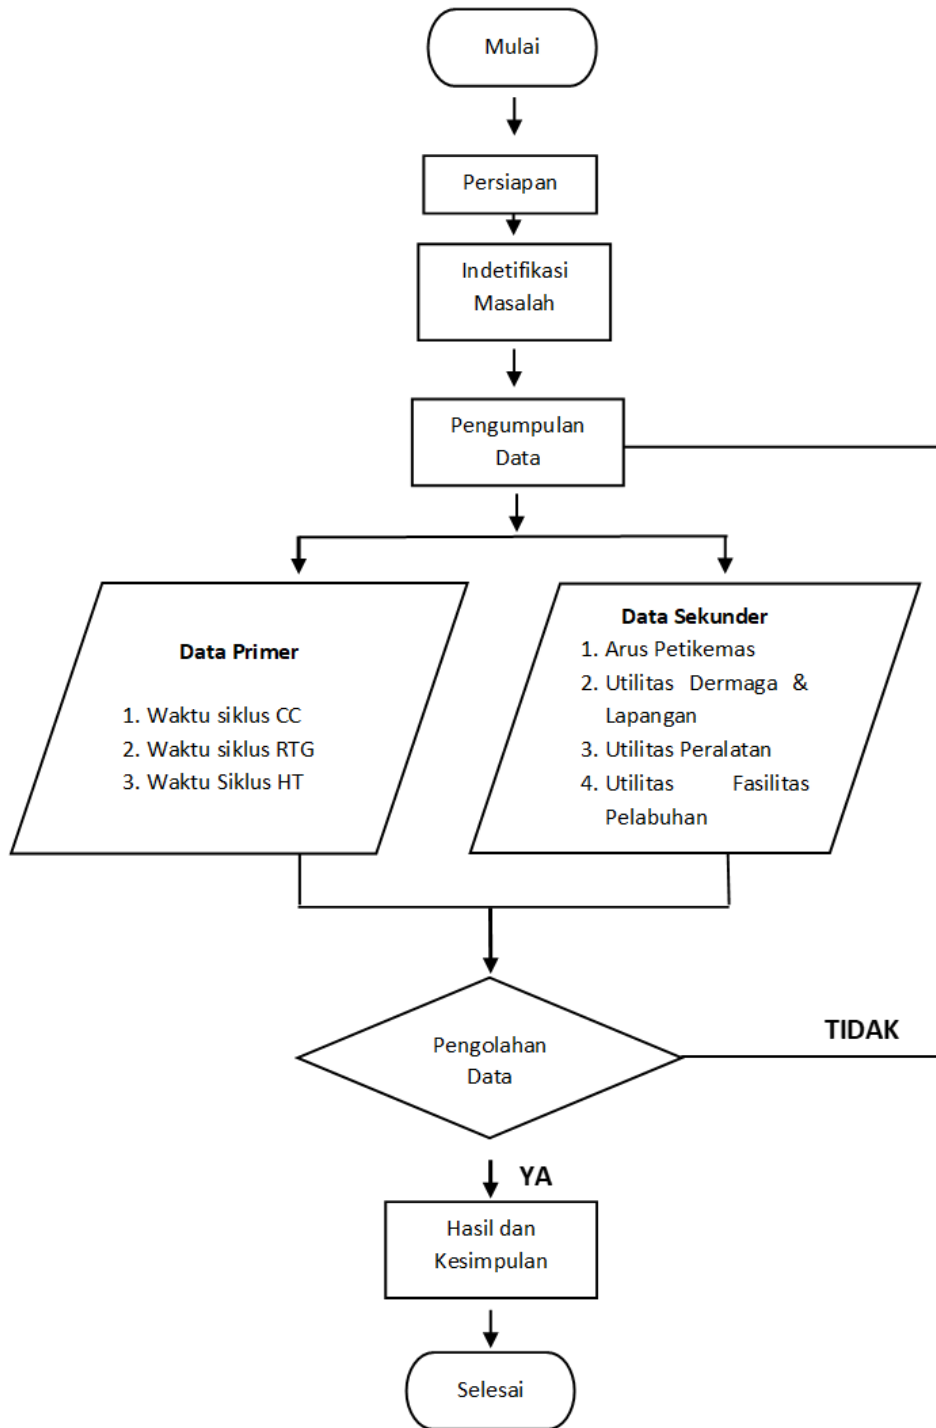 Mulai
Persiapan
Indetifikasi
Masalah
Pengumpulan
Data
Data Primer
1. Waktu siklus CC
2. Waktu siklus RTG
3. Waktu Siklus HT
Data Sekunder
1. Arus Petikemas
2. Utilitas Dermaga &
Lapangan
3. Utilitas Peralatan
4. Utilitas Fasilitas
Pelabuhan
Pengolahan
Data
TIDAK
YA
Hasil dan
Kesimpulan
Selesai